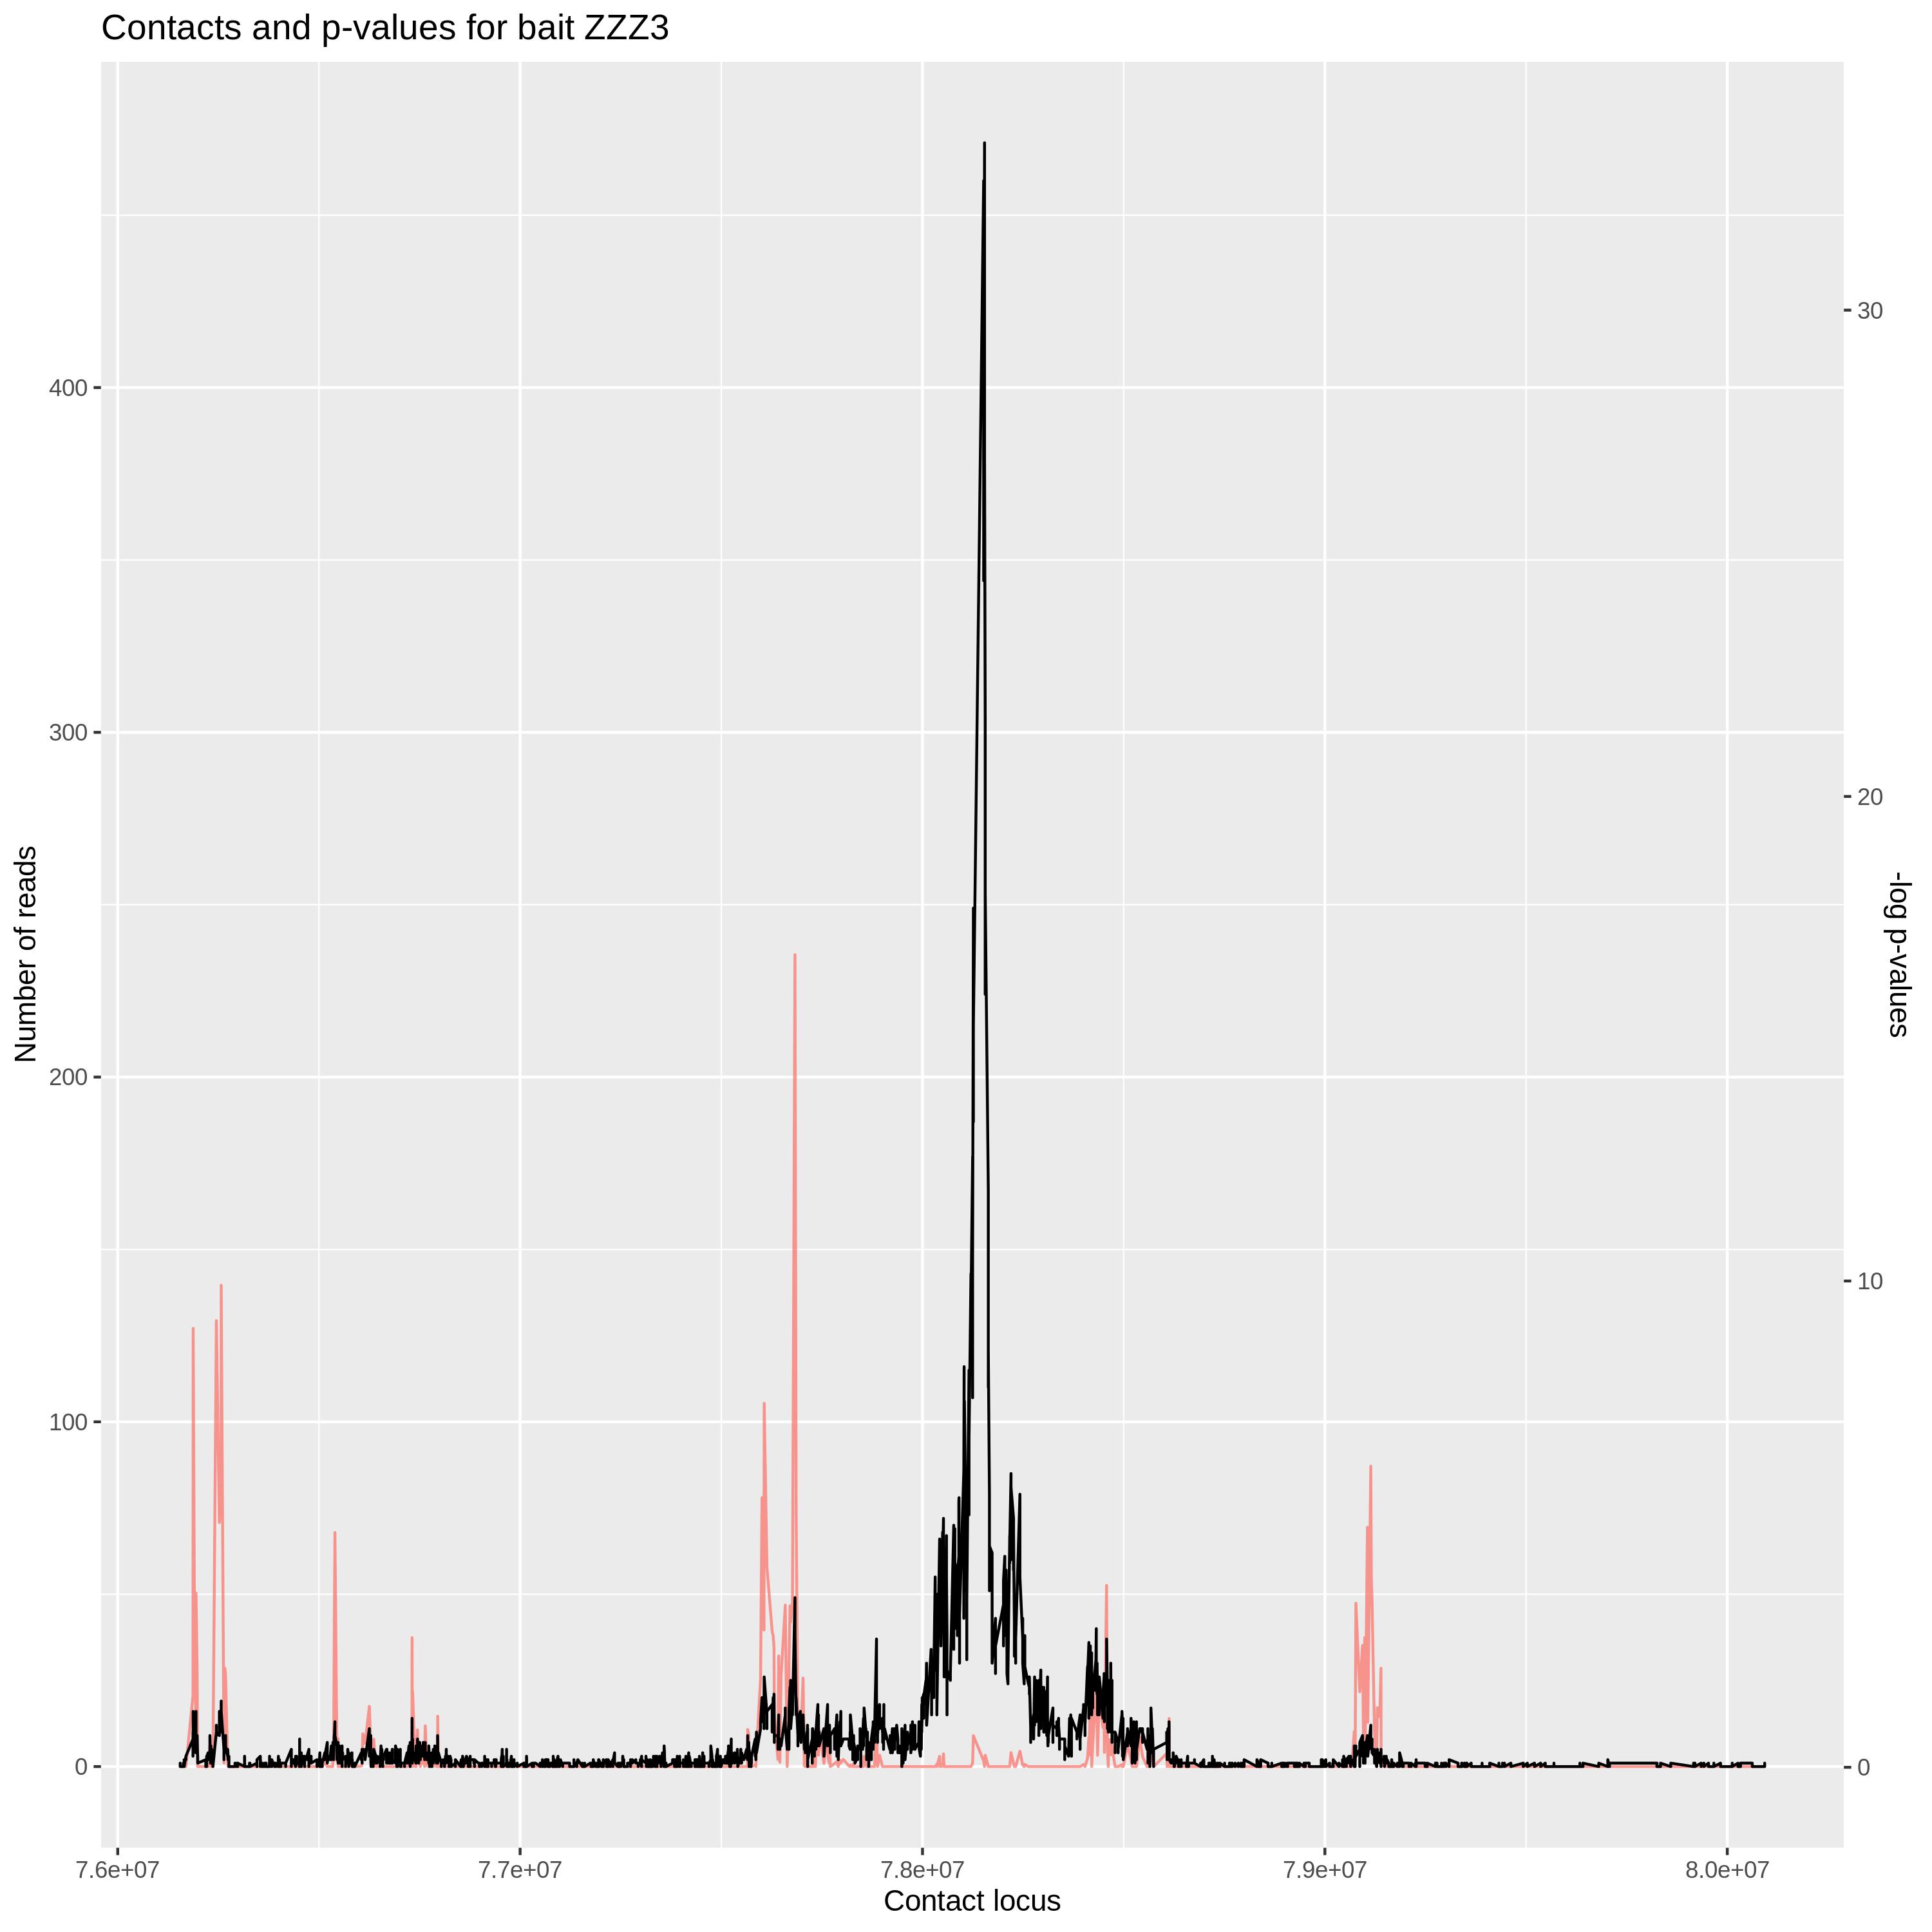 Contacts and p-values for bait ZZZ3
Number of reads
400
300
200
100
0
30
20
10
0
-log p-values
7.6e+07 7.7e+07 7.8e+07 7.9e+07 8.0e+07
Contact locus